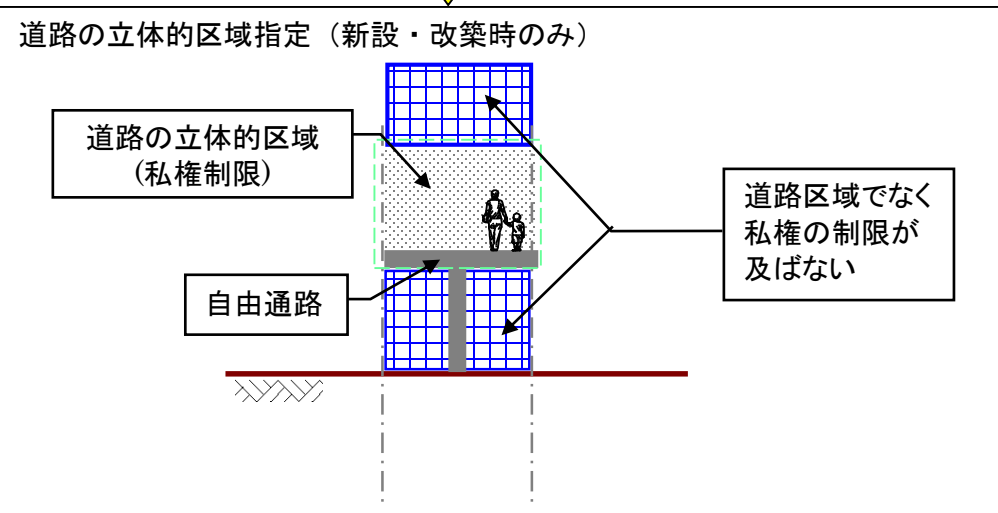 道路の立体的区域指定（新設・改築時のみ）
道路の立体的区域
(私権制限)
自由通路
道路区域でなく
私権の制限が
及ばない